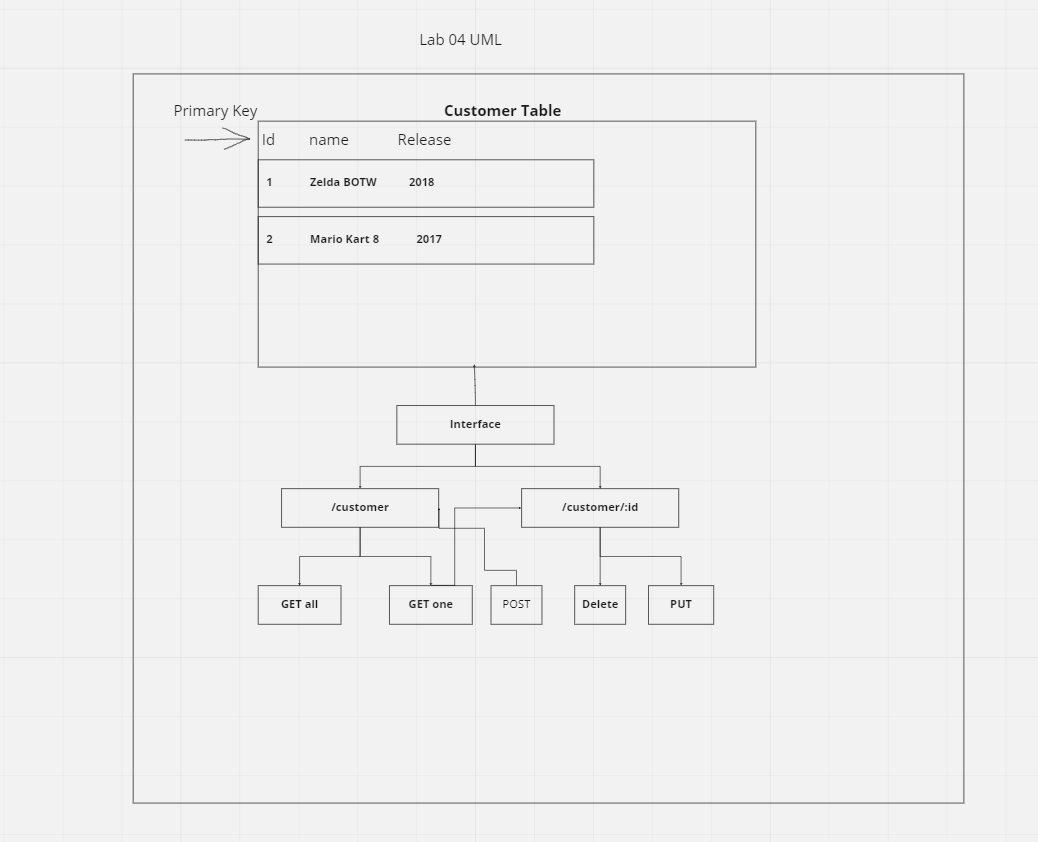 Lab 04 UML
Primary Key
Customer Table
Id name Release
1 Zelda BOTW 2018
2 Mario Kart 8 2017
Interface
/customer /customer/:id
GET all GET one POST Delete PUT